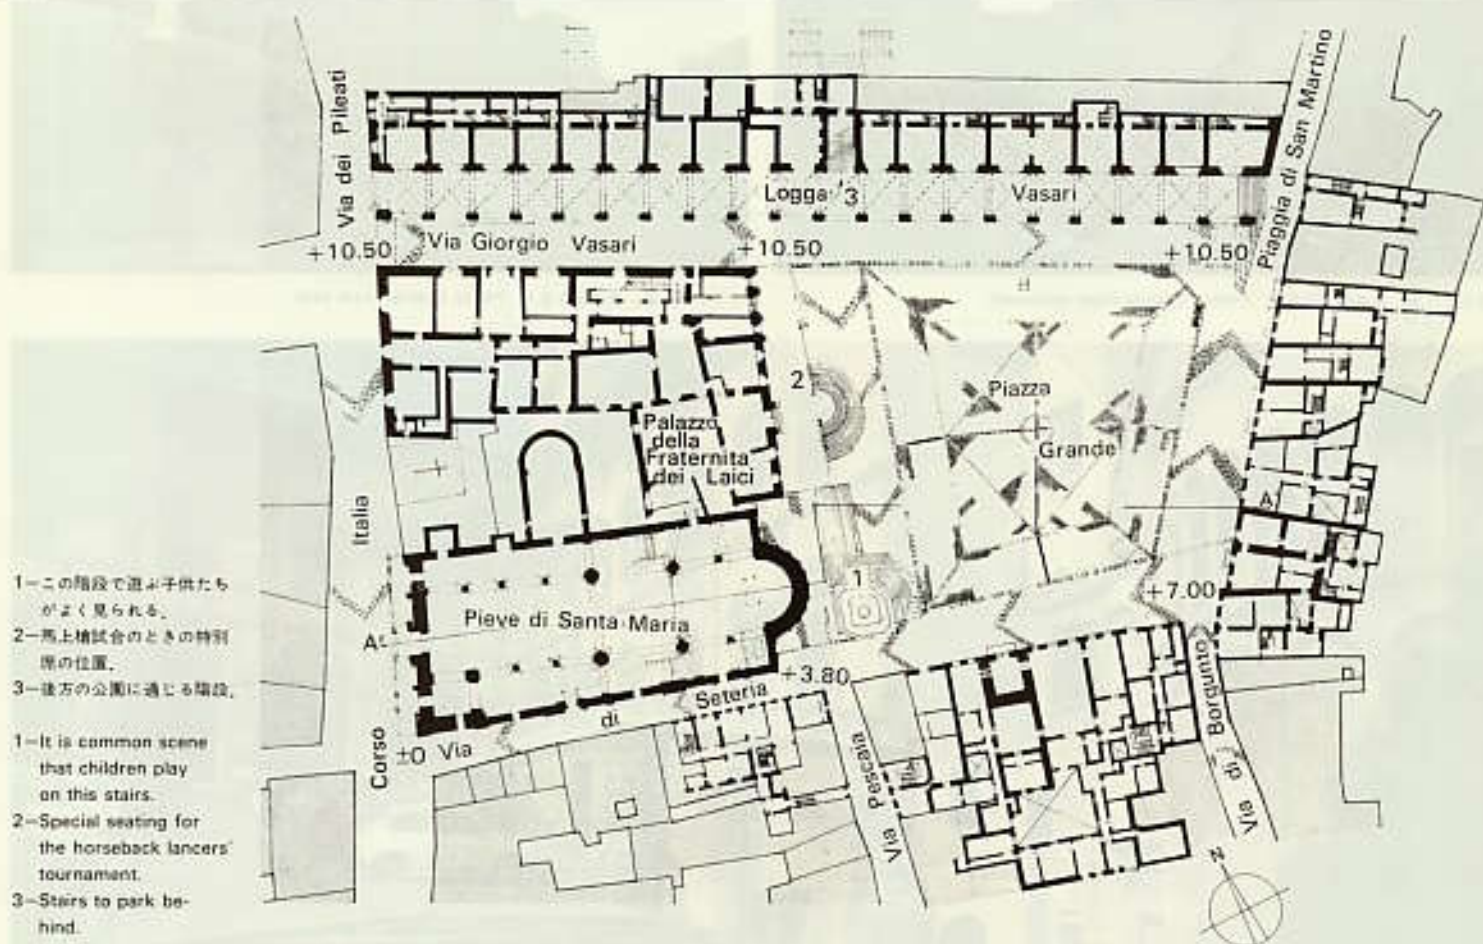 Via dei Pileati
Piaggia di San Martino
Logga 3 Vasari
+10.50 Via Giorgio Vasari +10.50 +10.50
2
Piazza
Grande
Palazzo
della
Fraternita
dei Laici
Italia
A
1
+7.00
Pieve di Santa Maria
A
+3.80
Via di Seteria
±0
Corso
Via Pescaia
Via di Borgunto
N
1—この階段で遊ぶ子供たち
がよく見られる。
2—馬上槍試合のときの特別
席の位置。
3—後方の公園に通じる階段。
1—It is common scene
that children play
on this stairs.
2—Special seating for
the horseback lancers'
tournament.
3—Stairs to park be-
hind.